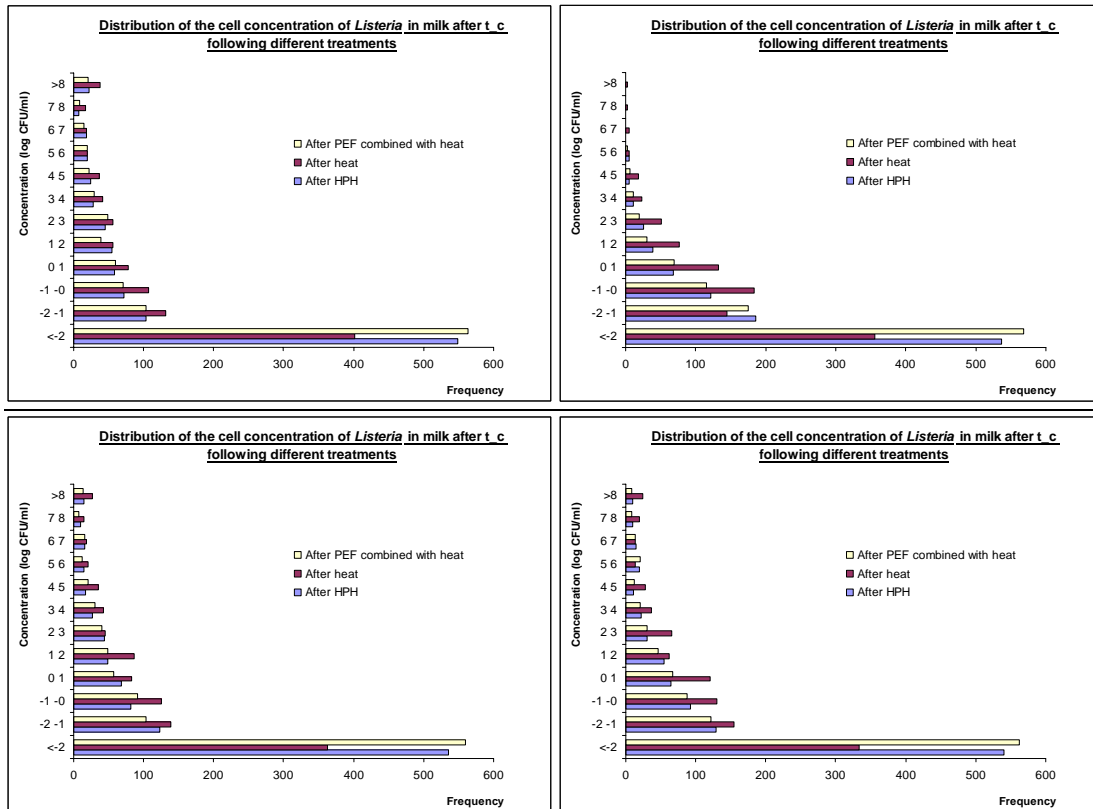 Distribution of the cell concentration of Listeria in milk after t_c
following different treatments
Concentration (log CFU/ml)
>8
7 8
6 7
5 6
4 5
3 4
2 3
1 2
0 1
-1 -0
-2 -1
<-2
After PEF combined with heat
After heat
After HPH
0 100 200 300 400 500 600
Frequency
Distribution of the cell concentration of Listeria in milk after t_c
following different treatments
Concentration (log CFU/ml)
>8
7 8
6 7
5 6
4 5
3 4
2 3
1 2
0 1
-1 -0
-2 -1
<-2
After PEF combined with heat
After heat
After HPH
0 100 200 300 400 500 600
Frequency
Distribution of the cell concentration of Listeria in milk after t_c
following different treatments
Concentration (log CFU/ml)
>8
7 8
6 7
5 6
4 5
3 4
2 3
1 2
0 1
-1 -0
-2 -1
<-2
After PEF combined with heat
After heat
After HPH
0 100 200 300 400 500 600
Frequency
Distribution of the cell concentration of Listeria in milk after t_c
following different treatments
Concentration (log CFU/ml)
>8
7 8
6 7
5 6
4 5
3 4
2 3
1 2
0 1
-1 -0
-2 -1
<-2
After PEF combined with heat
After heat
After HPH
0 100 200 300 400 500 600
Frequency